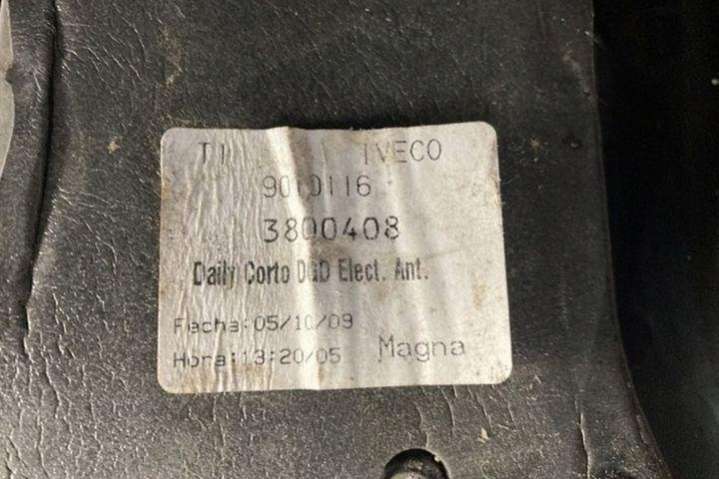 IVECO
3800408
Daily Corto DGD Elect. Ant.
Fecha:05/10/09
Hora:13:20/05 Magna